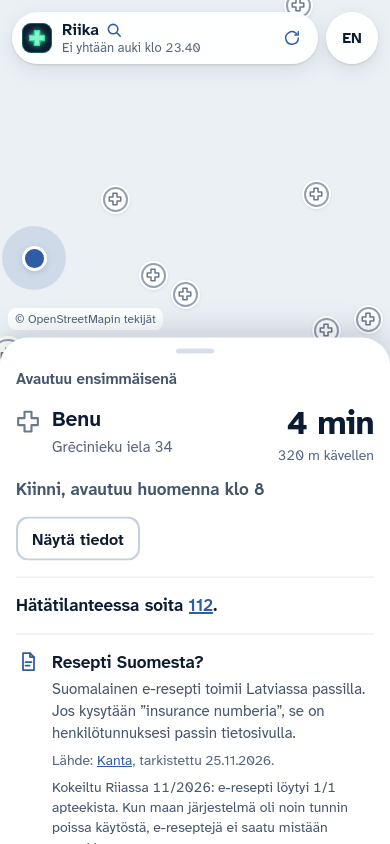 Riika
Ei yhtään auki klo 23.40
EN
© OpenStreetMapin tekijät
Avautuu ensimmäisenä
Benu
4 min
Grēcinieku iela 34
320 m kävellen
Kiinni, avautuu huomenna klo 8
Näytä tiedot
Hätätilanteessa soita 112.
Resepti Suomesta?
Suomalainen e-resepti toimii Latviassa passilla.
Jos kysytään ”insurance numberia”, se on
henkilötunnuksesi passin tietosivulla.
Lähde: Kanta, tarkistettu 25.11.2026.
Kokeiltu Riiassa 11/2026: e-resepti löytyi 1/1
apteekista. Kun maan järjestelmä oli noin tunnin
poissa käytöstä, e-reseptejä ei saatu mistään